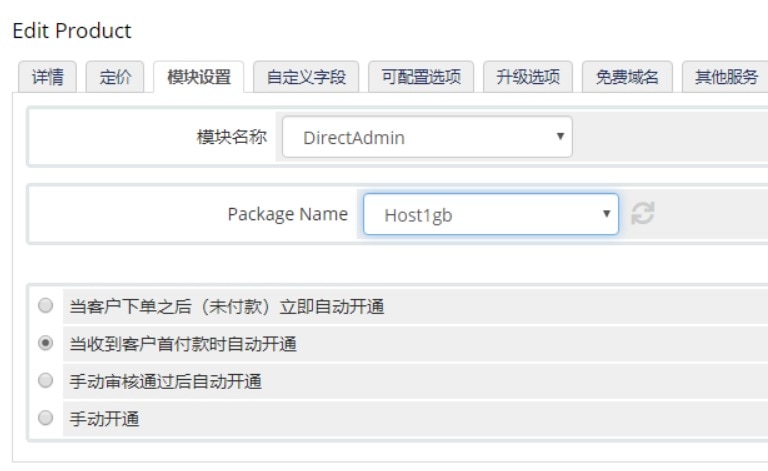 Edit Product
详情 定价 模块设置 自定义字段 可配置选项 升级选项 免费域名 其他服务
模块名称 DirectAdmin
Package Name Host1gb
当客户下单之后（未付款）立即自动开通
当收到客户首付款时自动开通
手动审核通过后自动开通
手动开通